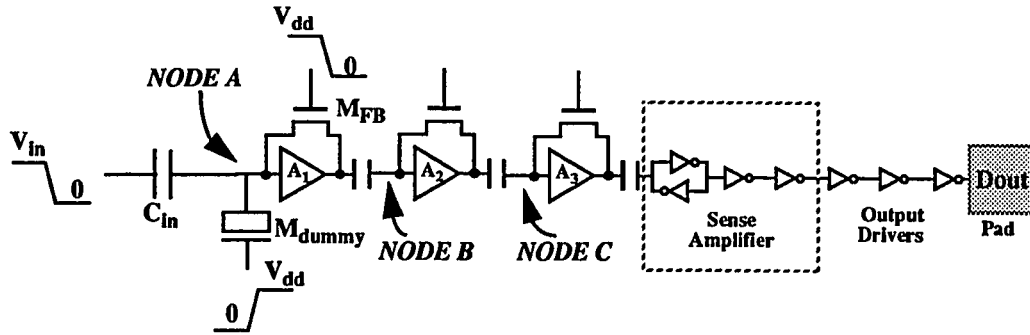 Vdd
0
NODE A
MFB
Vin
0
Cin
A1
A2
A3
Mdummy
Vdd
0
NODE B
NODE C
Sense
Amplifier
Output
Drivers
Dout
Pad